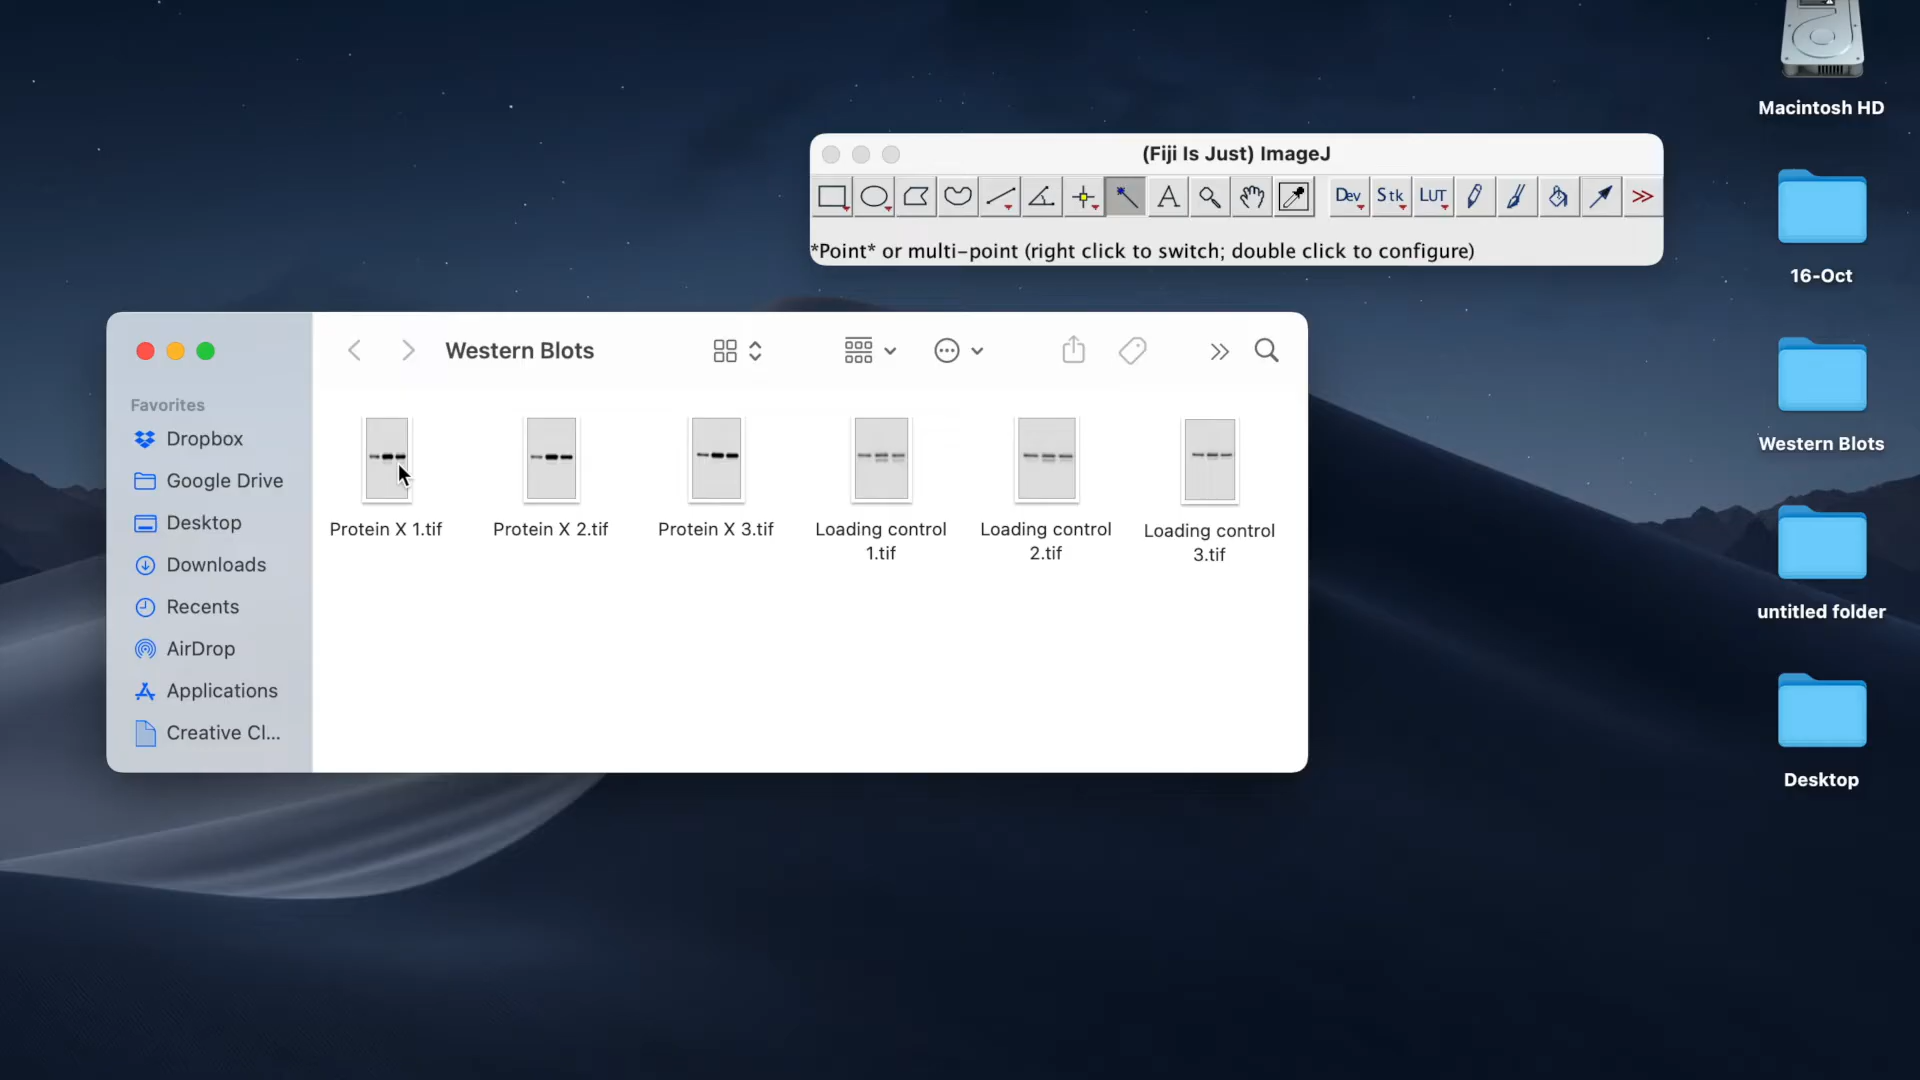 Macintosh HD
(Fiji Is Just) ImageJ
A
Dev
Stk
LUT
>>
*Point* or multi-point (right click to switch; double click to configure)
16-Oct
Western Blots
Favorites
Dropbox
Google Drive
Desktop
Downloads
Recents
AirDrop
Applications
Creative Cl...
Protein X 1.tif
Protein X 2.tif
Protein X 3.tif
Loading control
1.tif
Loading control
2.tif
Loading control
3.tif
Western Blots
untitled folder
Desktop